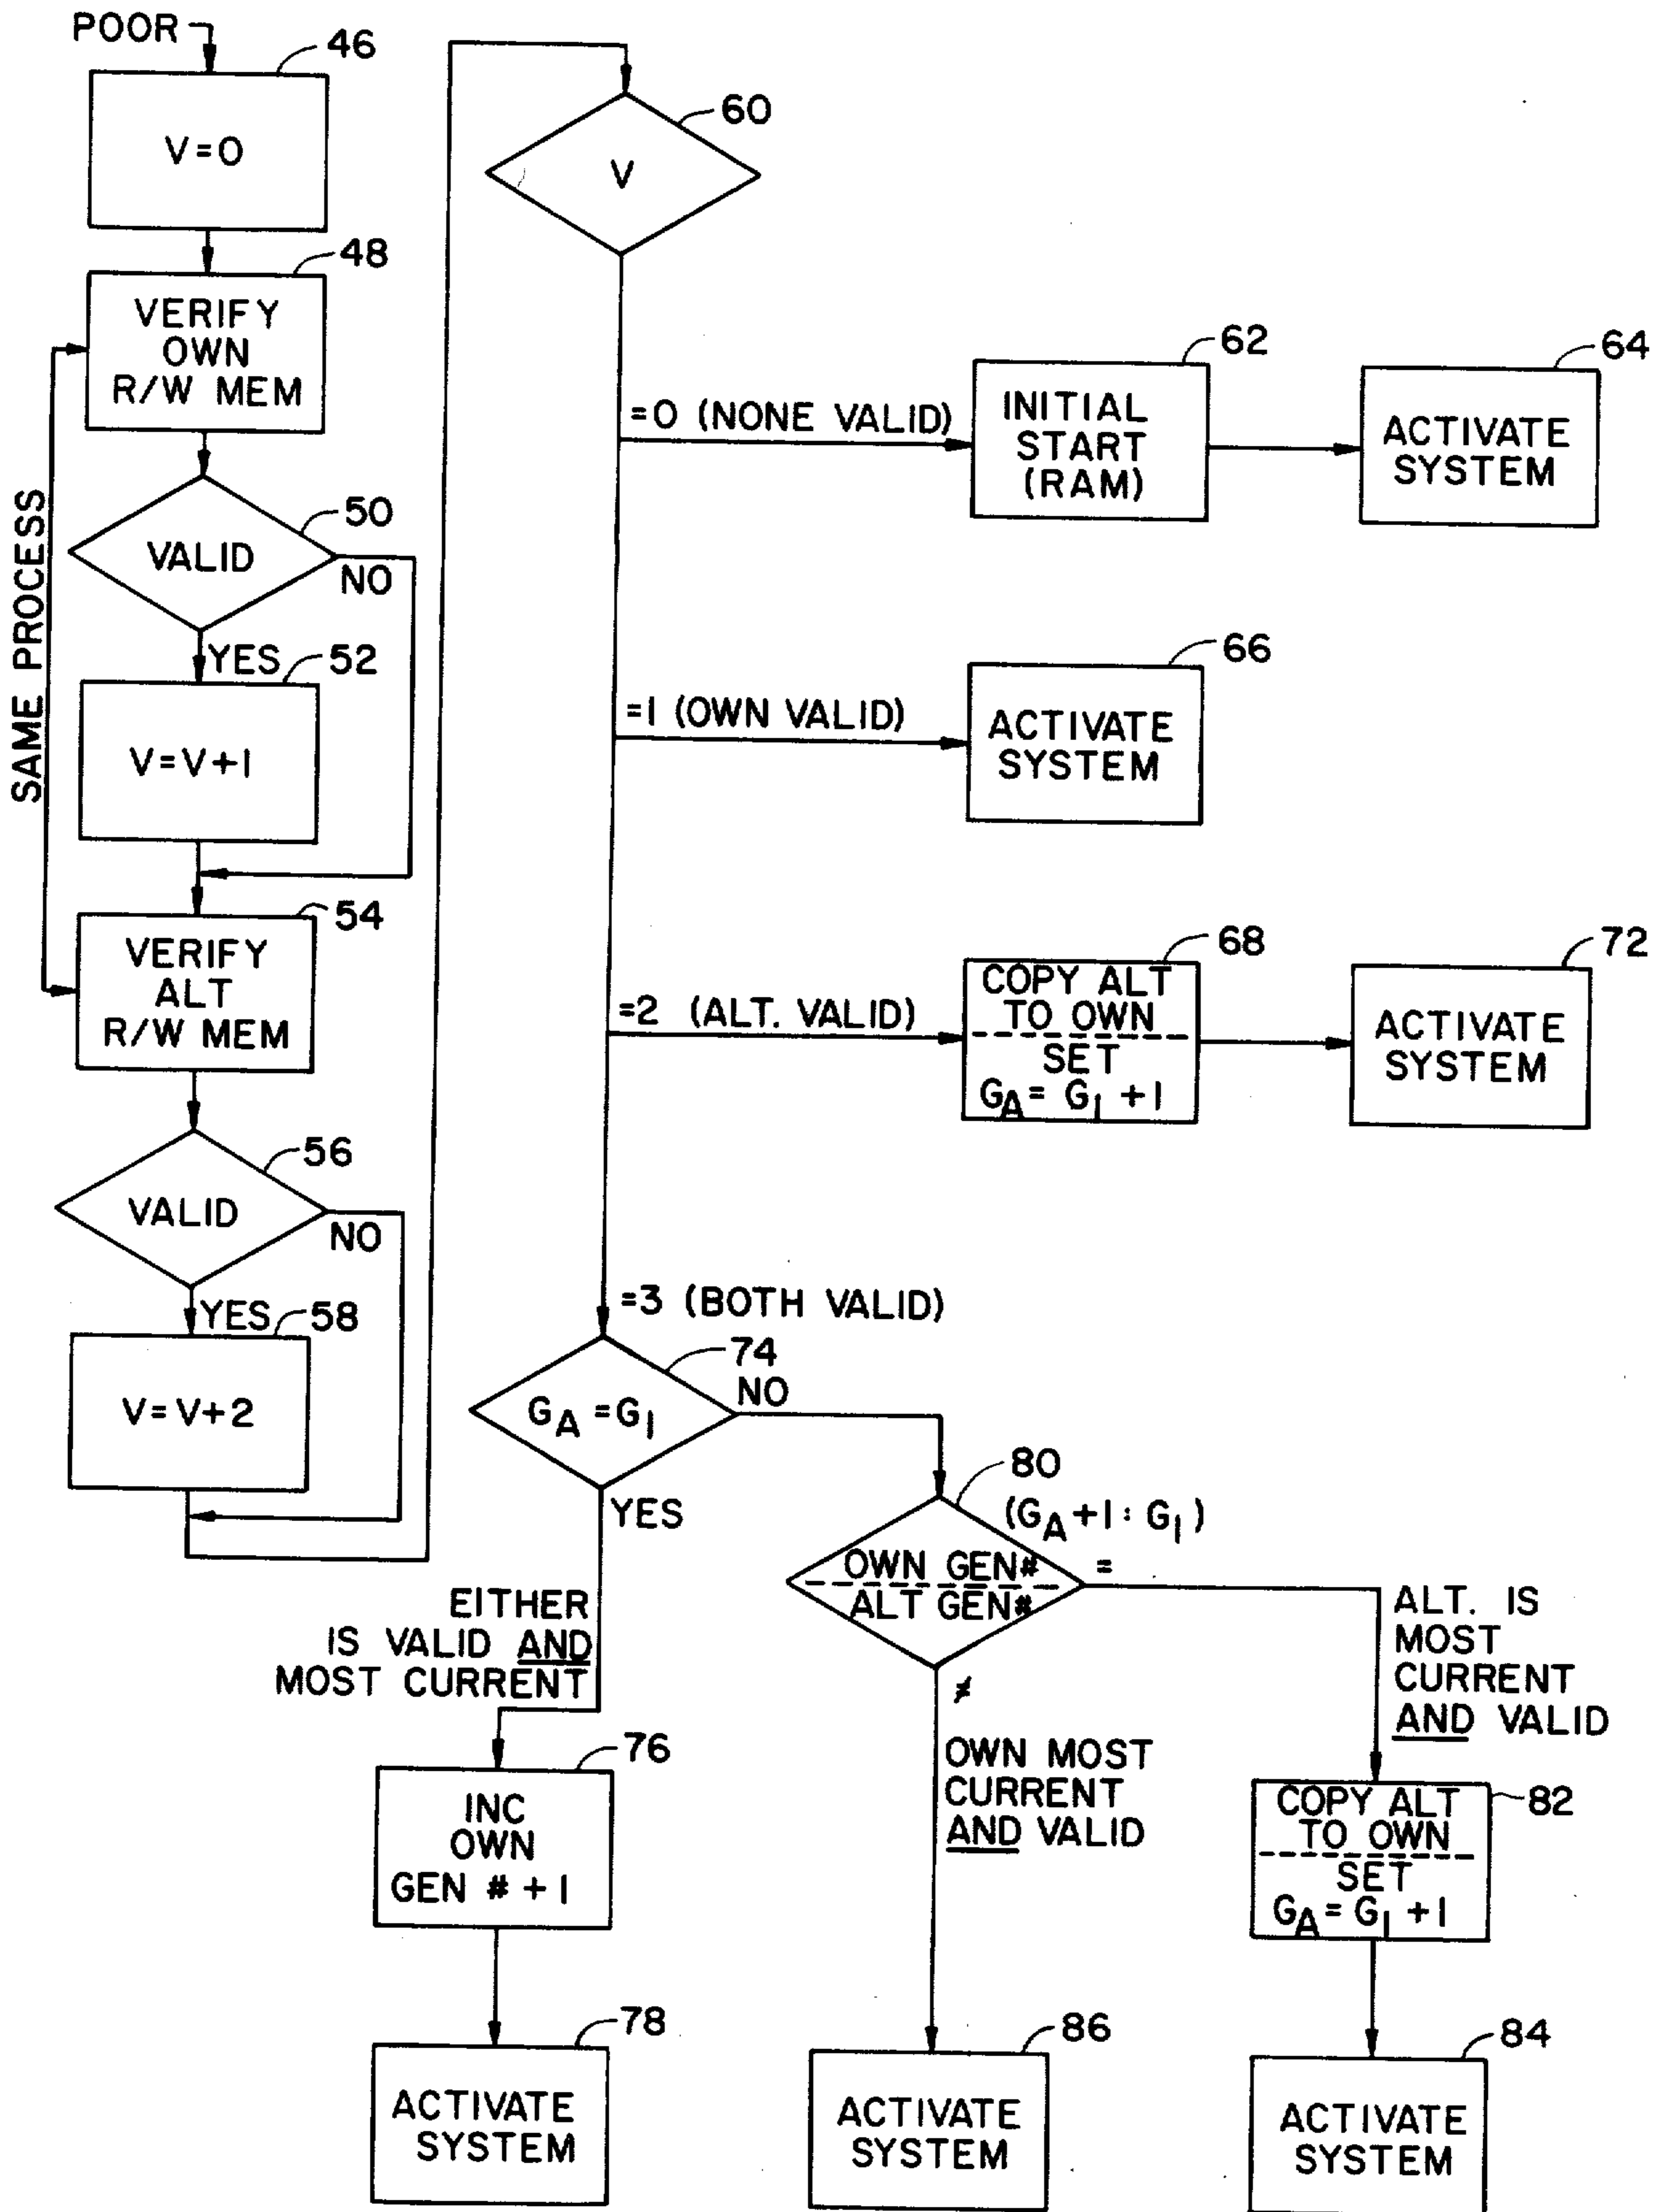 POOR
46
V=0
48
VERIFY
OWN
R/W MEM
SAME PROCESS
50
VALID
NO
YES
52
V=V+1
54
VERIFY
ALT
R/W MEM
56
VALID
NO
YES
58
V=V+2
60
V
=0 (NONE VALID)
62
INITIAL
START
(RAM)
64
ACTIVATE
SYSTEM
=1 (OWN VALID)
66
ACTIVATE
SYSTEM
=2 (ALT. VALID)
68
COPY ALT
TO OWN
SET
GA = G1 +1
72
ACTIVATE
SYSTEM
=3 (BOTH VALID)
74
GA = G1
NO
YES
EITHER
IS VALID AND
MOST CURRENT
76
INC
OWN
GEN # +1
78
ACTIVATE
SYSTEM
80
(GA+1: G1)
OWN GEN#
ALT GEN#
=
≠
OWN MOST
CURRENT
AND VALID
86
ACTIVATE
SYSTEM
ALT. IS
MOST
CURRENT
AND VALID
82
COPY ALT
TO OWN
SET
GA = G1 +1
84
ACTIVATE
SYSTEM